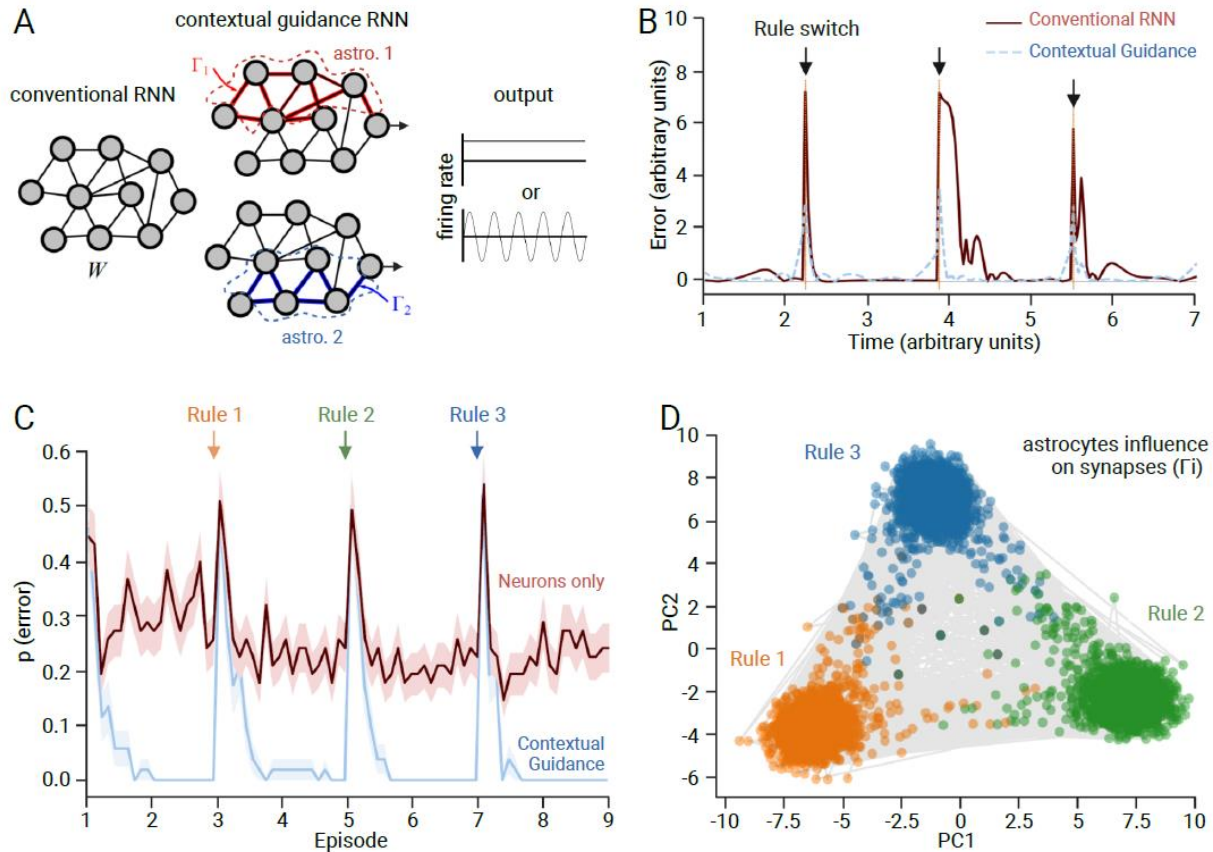 A
contextual guidance RNN
conventional RNN
W
Γ1
astro. 1
astro. 2
Γ2
output
firing rate
or
B
Rule switch
Conventional RNN
Contextual Guidance
Error (arbitrary units)
10
8
6
4
2
0
1 2 3 4 5 6 7
Time (arbitrary units)
C
Rule 1 Rule 2 Rule 3
p (error)
0.6
0.5
0.4
0.3
0.2
0.1
0.0
Neurons only
Contextual
Guidance
1 2 3 4 5 6 7 8 9
Episode
D
astrocytes influence
on synapses (Γi)
Rule 3
Rule 2
Rule 1
PC2
10
8
6
4
2
0
-2
-4
-6
-10 -7.5 -5 -2.5 0 2.5 5 7.5 10
PC1